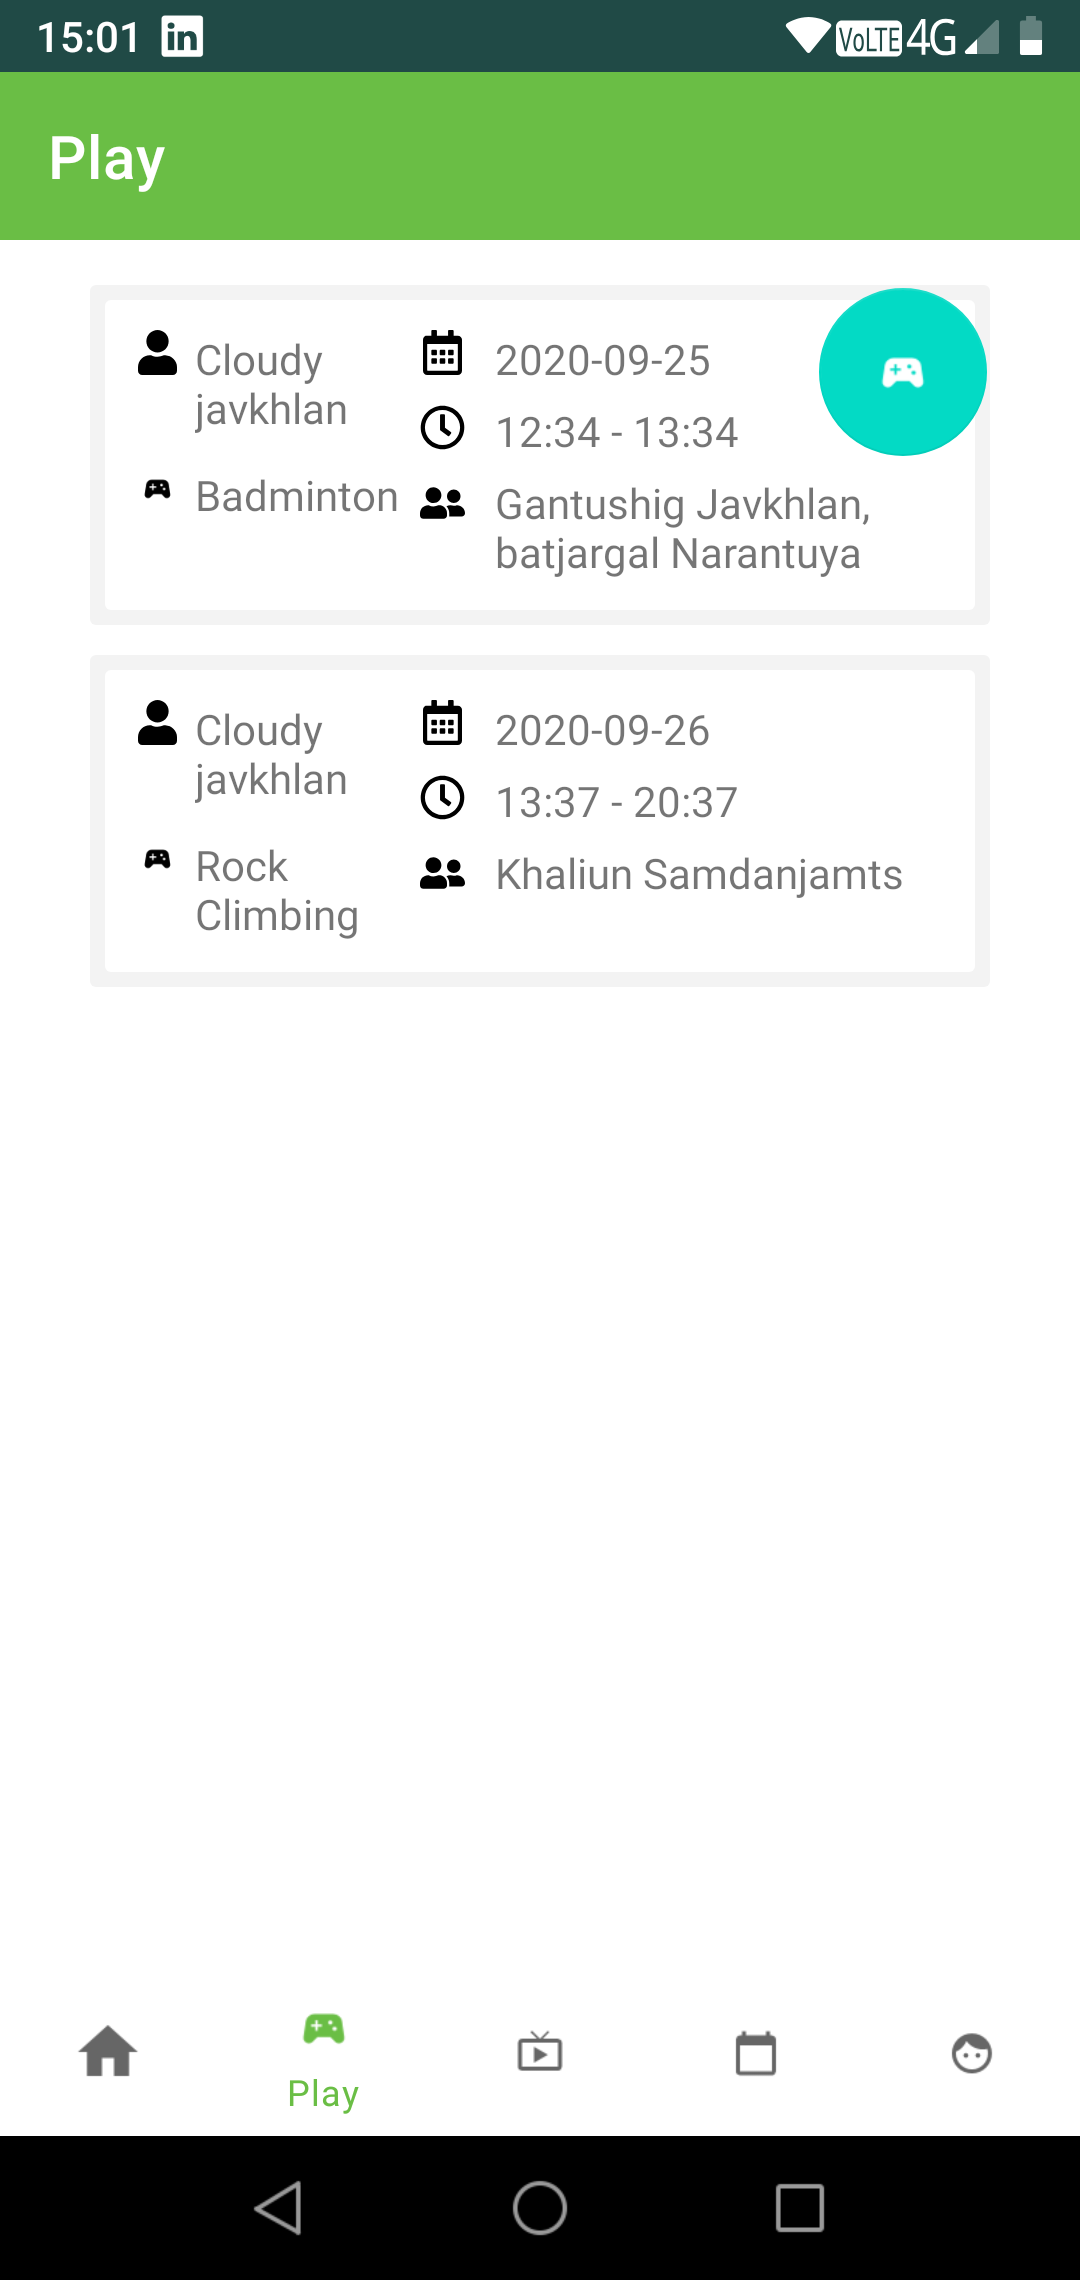 15:01 in VoLTE 4G
Play
Cloudy
javkhlan
Badminton
2020-09-25
12:34 - 13:34
Gantushig Javkhlan,
batjargal Narantuya
Cloudy
javkhlan
Rock
Climbing
2020-09-26
13:37 - 20:37
Khaliun Samdanjamts
Play